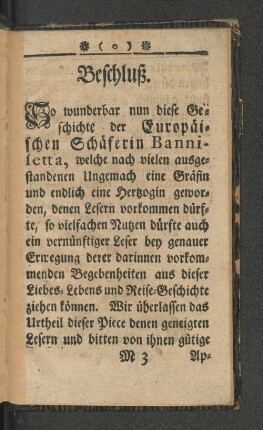 ❋ ( o ) ❋
Beschluß.
So wunderbar nun diese Ge-
schichte der Europäi-
schen Schäferin Banni-
letta, welche nach vielen ausge-
standenen Ungemach eine Gräfin
und endlich eine Hertzogin gewor-
den, denen Lesern vorkommen dürf-
te, so vielfachen Nutzen dürfte auch
ein vernünftiger Leser bey genauer
Erwegung derer darinnen vorkom-
menden Begebenheiten aus dieser
Liebes- Lebens und Reise-Geschichte
ziehen können. Wir überlassen das
Urtheil dieser Piece denen geneigten
Lesern und bitten von ihnen gütige
M 3 Ap-